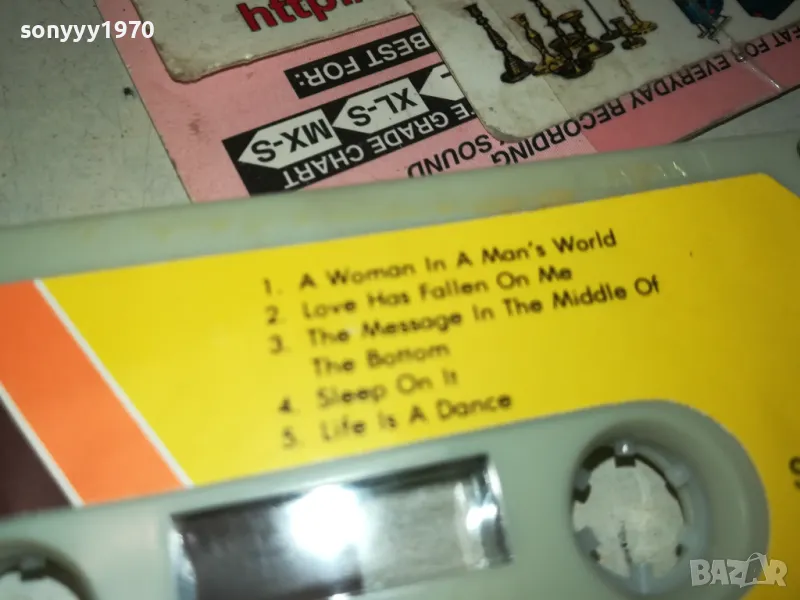 sonyyy1970
http:
BEST FOR:
XL-S
MX-S
GRADE CHART
EAT FOR EVERYDAY RECORDING
SOUND
1. A Woman In A Man's World
2. Love Has Fallen On Me
3. The Message In The Middle Of
The Bottom
4. Sleep On It
5. Life Is A Dance
S
BAZAR